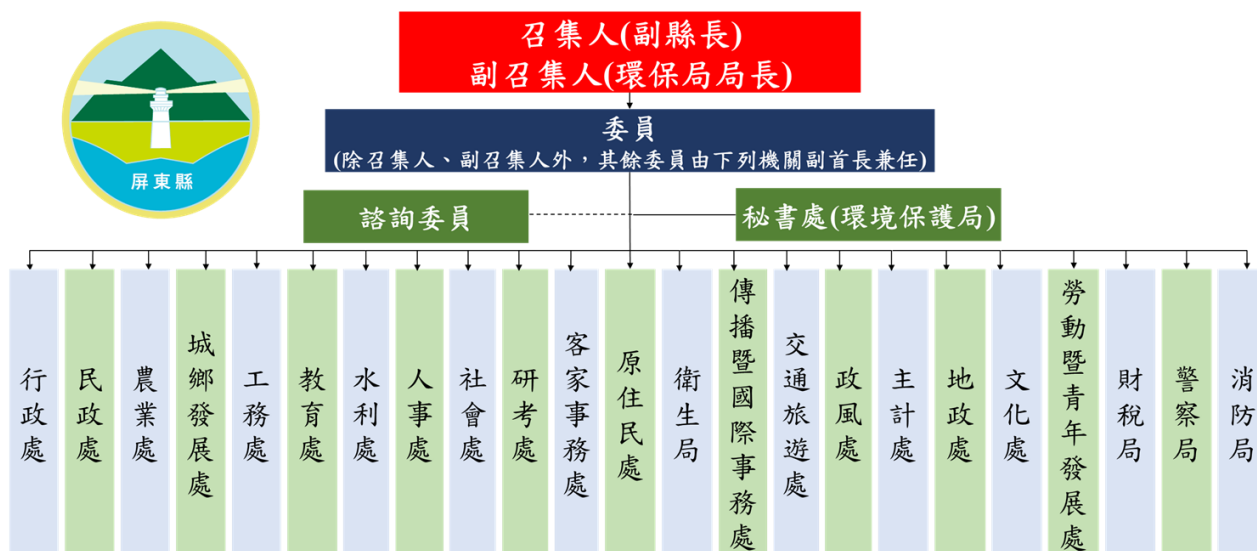 召集人(副縣長)
副召集人(環保局局長)
屏東縣
委員
(除召集人、副召集人外，其餘委員由下列機關副首長兼任)
諮詢委員
秘書處(環境保護局)
行政處
民政處
農業處
城鄉發展處
工務處
教育處
水利處
人事處
社會處
研考處
客家事務處
原住民處
衛生局
傳播暨國際事務處
交通旅遊處
政風處
主計處
地政處
文化處
勞動暨青年發展處
財稅局
警察局
消防局